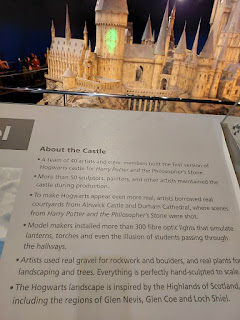 el
About the Castle
• A team of 40 artists and crew members built the first version of
Hogwarts castle for Harry Potter and the Philosopher's Stone.
• More than 50 sculptors, painters, and other artists maintained the
castle during production.
• To make Hogwarts appear even more real, artists borrowed real
courtyards from Alnwick Castle and Durham Cathedral, where scenes
from Harry Potter and the Philosopher's Stone were shot.
• Model makers installed more than 300 fibre optic lights that simulate
lanterns, torches and even the illusion of students passing through
the hallways.
• Artists used real gravel for rockwork and boulders, and real plants for
landscaping and trees. Everything is perfectly hand-sculpted to scale.
• The Hogwarts landscape is inspired by the Highlands of Scotland,
including the regions of Glen Nevis, Glen Coe and Loch Shiel.